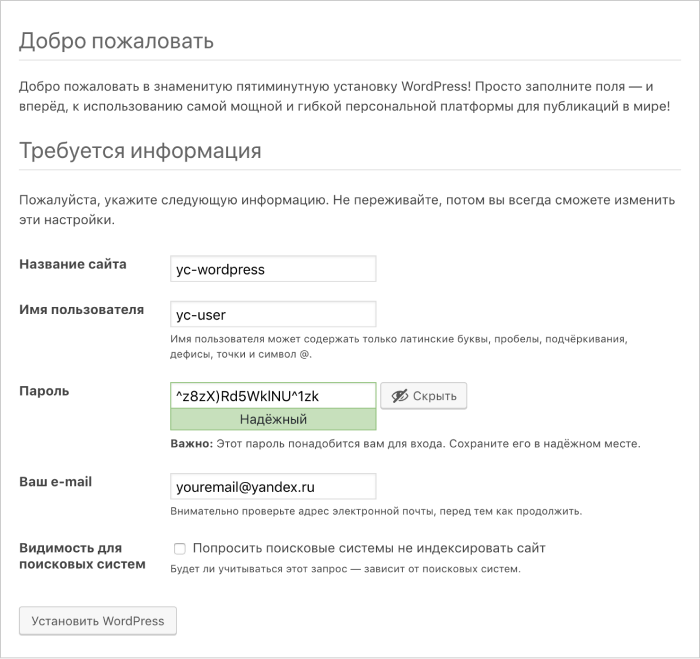 Добро пожаловать
Добро пожаловать в знаменитую пятиминутную установку WordPress! Просто заполните поля — и
вперёд, к использованию самой мощной и гибкой персональной платформы для публикаций в мире!
Требуется информация
Пожалуйста, укажите следующую информацию. Не переживайте, потом вы всегда сможете изменить
эти настройки.
Название сайта
yc-wordpress
Имя пользователя
yc-user
Имя пользователя может содержать только латинские буквы, пробелы, подчёркивания,
дефисы, точки и символ @.
Пароль
^z8zX)Rd5WklNU^1zk
Скрыть
Надёжный
Важно: Этот пароль понадобится вам для входа. Сохраните его в надёжном месте.
Ваш e-mail
youremail@yandex.ru
Внимательно проверьте адрес электронной почты, перед тем как продолжить.
Видимость для
поисковых систем
Попросить поисковые системы не индексировать сайт
Будет ли учитываться этот запрос — зависит от поисковых систем.
Установить WordPress